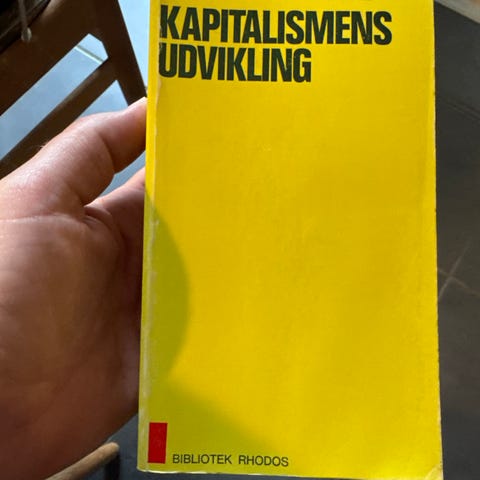 KAPITALISMENS
UDVIKLING
BIBLIOTEK RHODOS